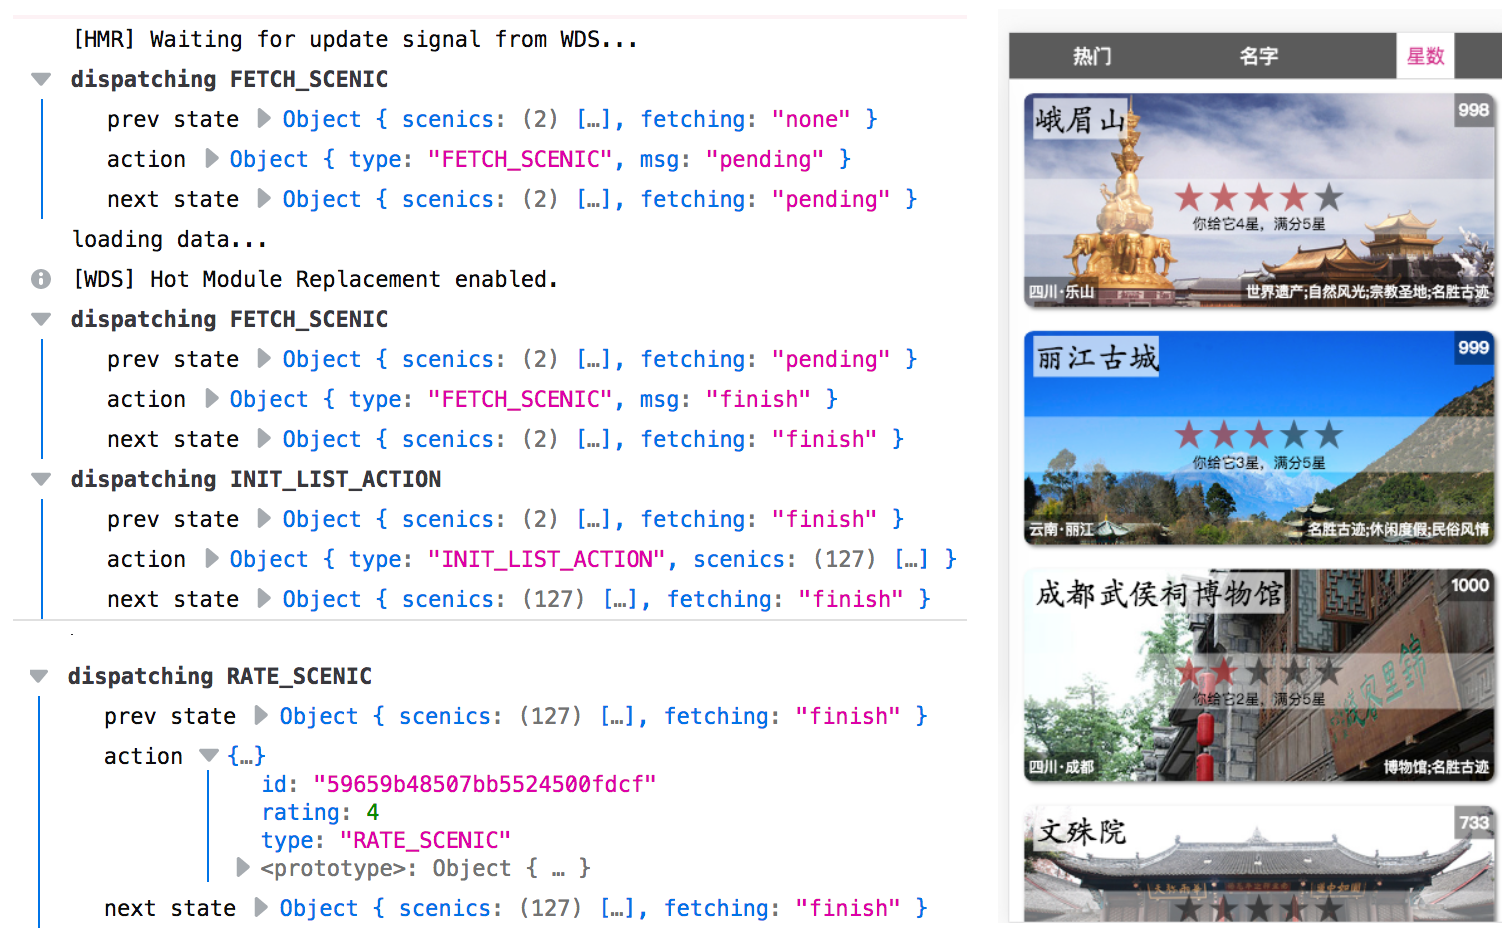 [HMR] Waiting for update signal from WDS...
dispatching FETCH_SCENIC
prev state Object { scenics: (2) […], fetching: "none" }
action Object { type: "FETCH_SCENIC", msg: "pending" }
next state Object { scenics: (2) […], fetching: "pending" }
loading data...
[WDS] Hot Module Replacement enabled.
dispatching FETCH_SCENIC
prev state Object { scenics: (2) […], fetching: "pending" }
action Object { type: "FETCH_SCENIC", msg: "finish" }
next state Object { scenics: (2) […], fetching: "finish" }
dispatching INIT_LIST_ACTION
prev state Object { scenics: (2) […], fetching: "finish" }
action Object { type: "INIT_LIST_ACTION", scenics: (127) […] }
next state Object { scenics: (127) […], fetching: "finish" }
dispatching RATE_SCENIC
prev state Object { scenics: (127) […], fetching: "finish" }
action {…}
id: "59659b48507bb5524500fdcf"
rating: 4
type: "RATE_SCENIC"
<prototype>: Object { … }
next state Object { scenics: (127) […], fetching: "finish" }
热门 名字 星数
峨眉山 998
你给它4星，满分5星
四川·乐山 世界遗产;自然风光;宗教圣地;名胜古迹
丽江古城 999
你给它3星，满分5星
云南·丽江 名胜古迹;休闲度假;民俗风情
成都武侯祠博物馆 1000
你给它2星，满分5星
四川·成都 博物馆;名胜古迹
文殊院 733